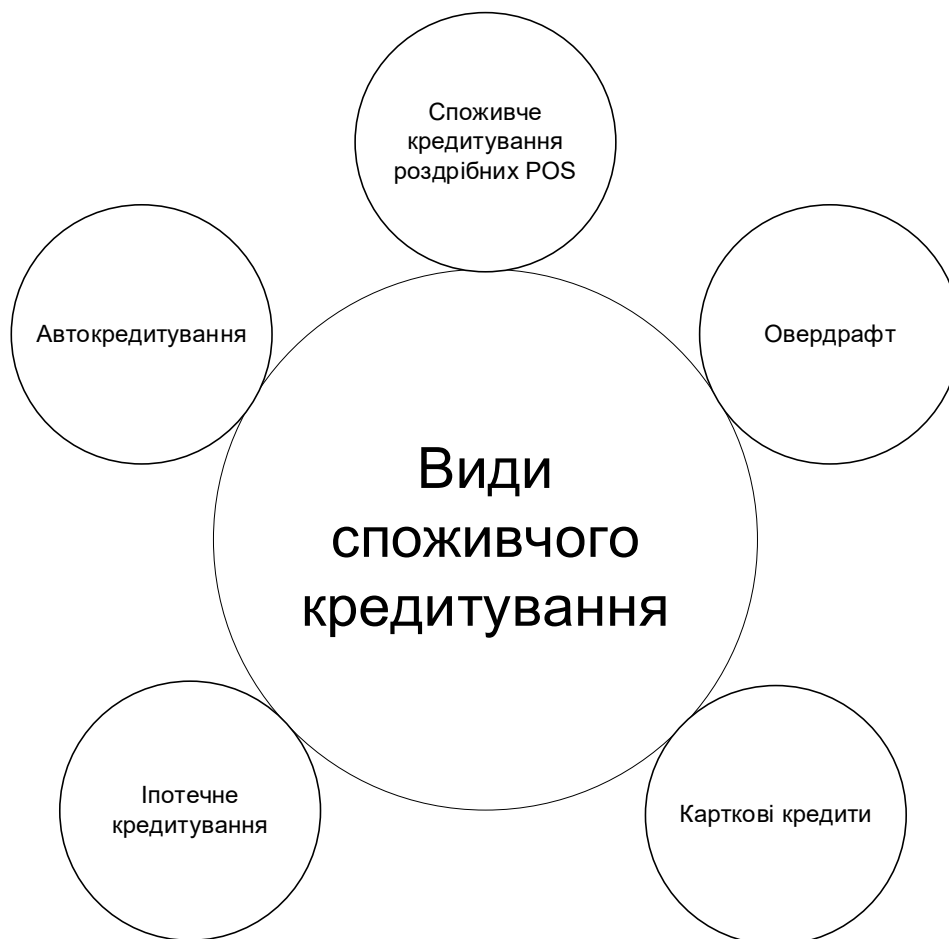 Споживче
кредитування
роздрібних POS
Автокредитування
Овердрафт
Види
споживчого
кредитування
Іпотечне
кредитування
Карткові кредити